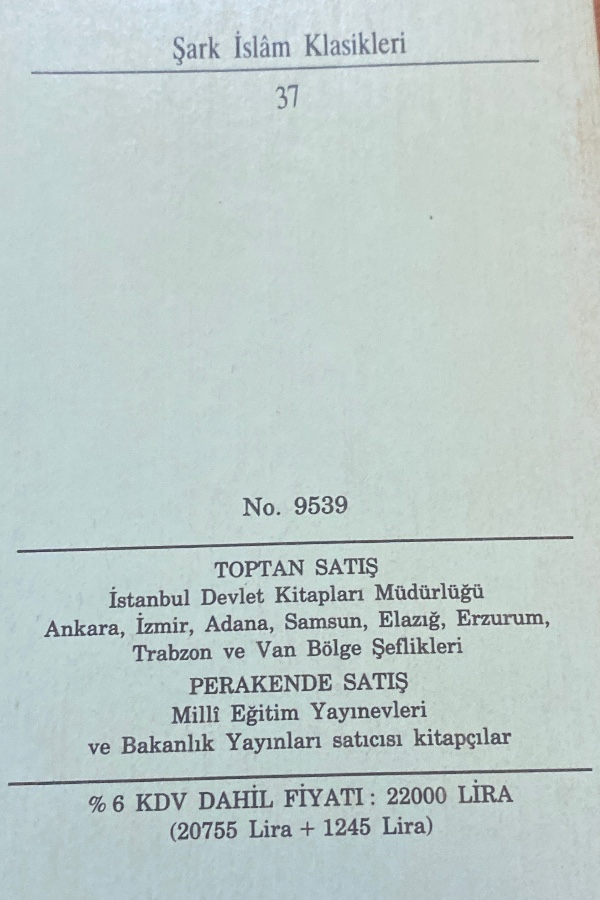 Şark İslâm Klasikleri
37
No. 9539
TOPTAN SATIŞ
İstanbul Devlet Kitapları Müdürlüğü
Ankara, İzmir, Adana, Samsun, Elazığ, Erzurum,
Trabzon ve Van Bölge Şeflikleri
PERAKENDE SATIŞ
Millî Eğitim Yayınevleri
ve Bakanlık Yayınları satıcısı kitapçılar
% 6 KDV DAHİL FİYATI : 22000 LİRA
(20755 Lira + 1245 Lira)